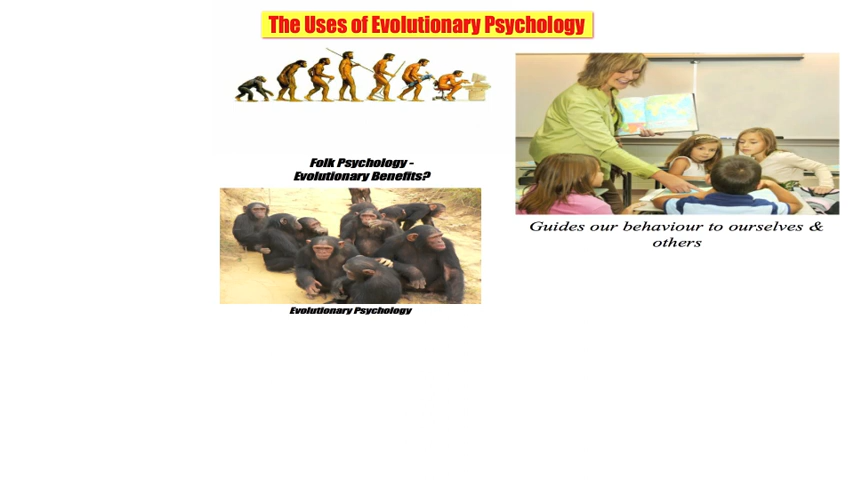 The Uses of Evolutionary Psychology
Folk Psychology -
Evolutionary Benefits?
Evolutionary Psychology
Guides our behaviour to ourselves &
others